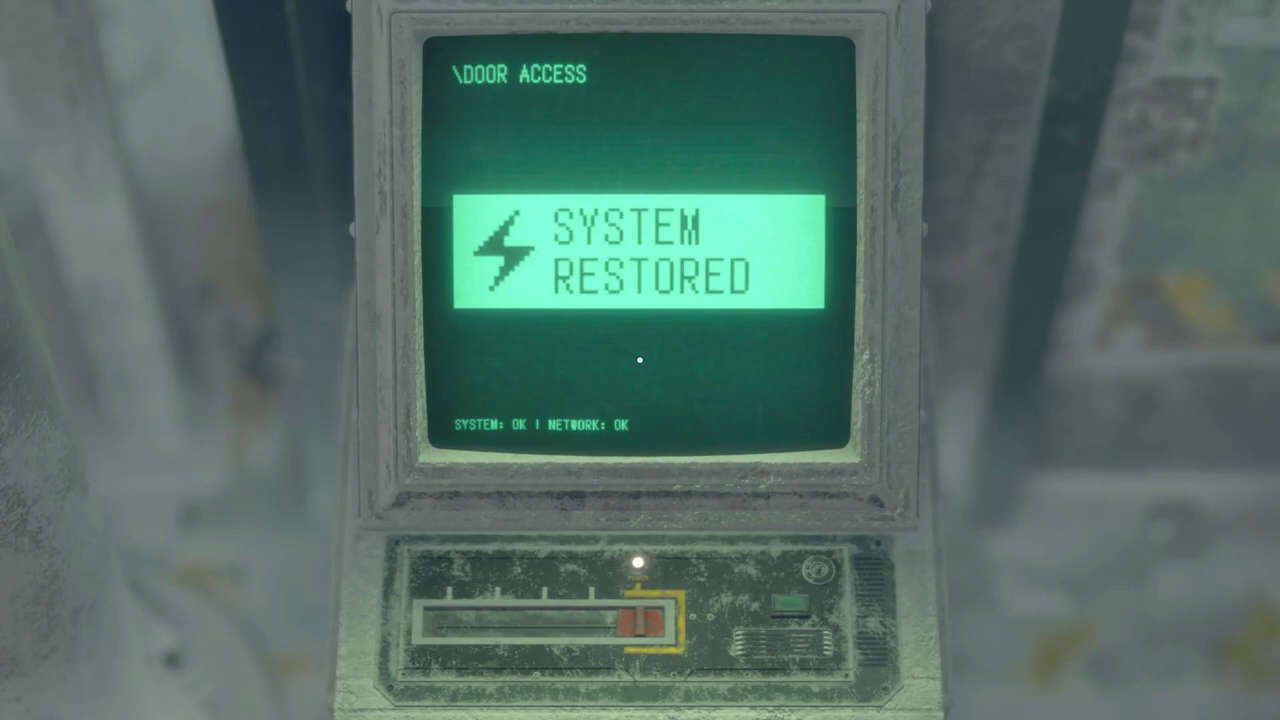 \DOOR ACCESS
SYSTEM
RESTORED
SYSTEM: OK | NETWORK: OK